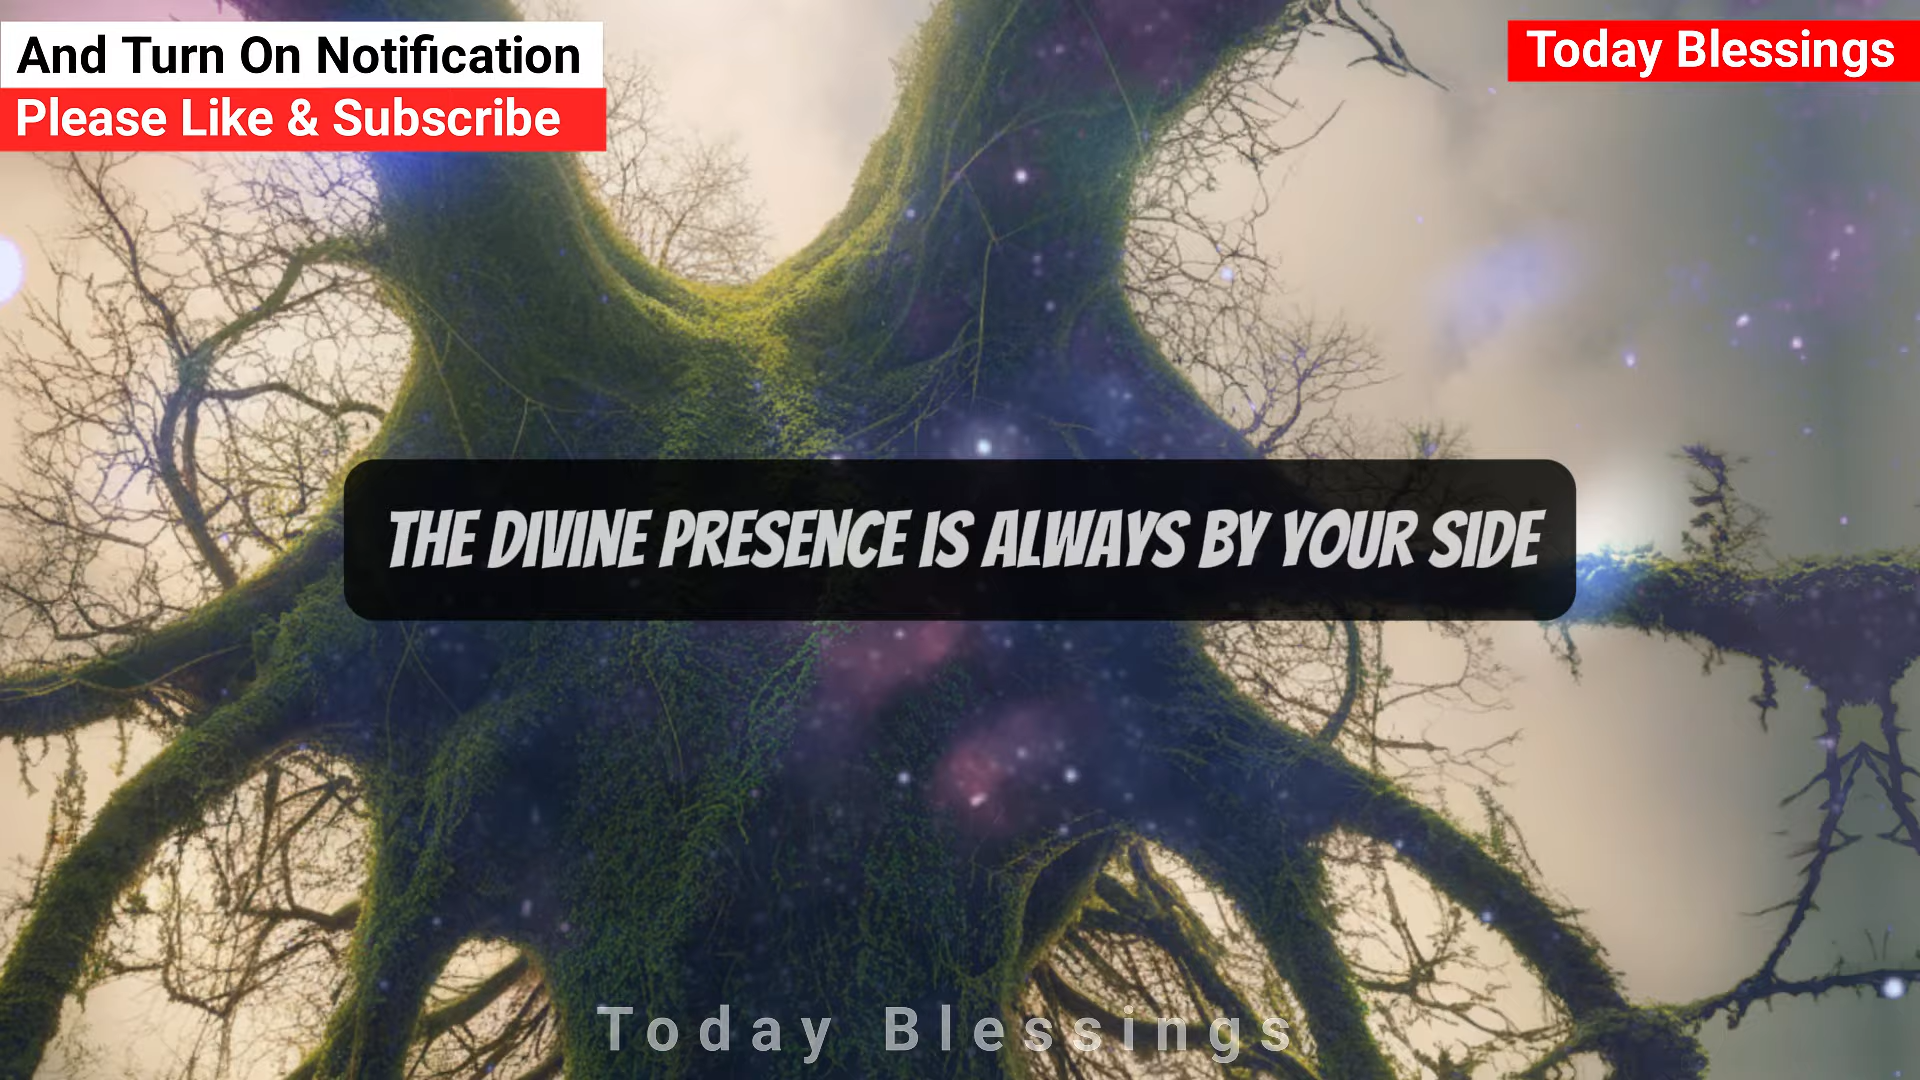 And Turn On Notification
Please Like & Subscribe
Today Blessings
THE DIVINE PRESENCE IS ALWAYS BY YOUR SIDE
Today Blessings